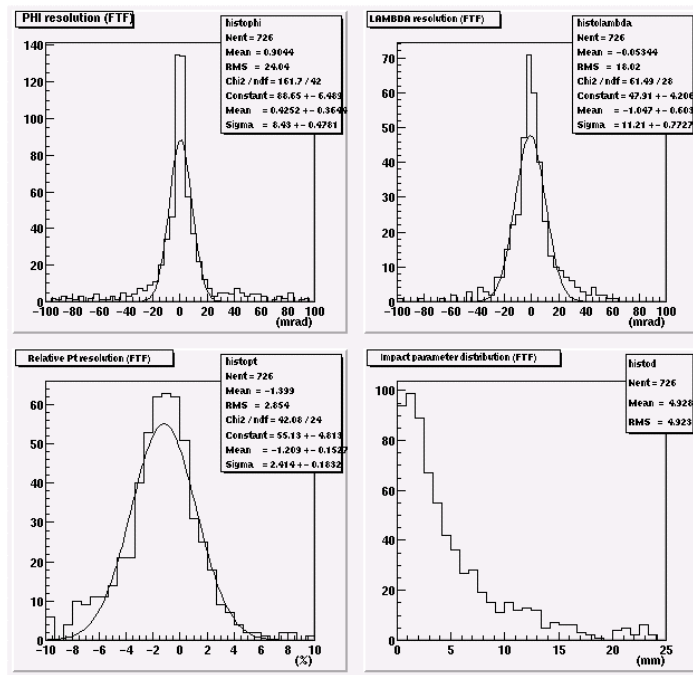 PHI resolution (FTF)
histophi
Nent = 726
Mean = 0.9044
RMS = 24.04
Chi2 / ndf = 161.7 / 42
Constant = 88.65 +- 6.489
Mean = 0.4252 +- 0.3644
Sigma = 8.43 +- 0.4781
140
120
100
80
60
40
20
0
-100 -80 -60 -40 -20 0 20 40 60 80 100
(mrad)
LAMBDA resolution (FTF)
histolambda
Nent = 726
Mean = -0.05344
RMS = 18.02
Chi2 / ndf = 61.49 / 28
Constant = 47.91 +- 4.206
Mean = -1.047 +- 0.603
Sigma = 11.21 +- 0.7727
70
60
50
40
30
20
10
0
-100 -80 -60 -40 -20 0 20 40 60 80 100
(mrad)
Relative Pt resolution (FTF)
histopt
Nent = 726
Mean = -1.399
RMS = 2.854
Chi2 / ndf = 42.08 / 24
Constant = 55.13 +- 4.813
Mean = -1.209 +- 0.1527
Sigma = 2.414 +- 0.1832
60
50
40
30
20
10
0
-10 -8 -6 -4 -2 0 2 4 6 8 10
(%)
Impact parameter distribution (FTF)
histod
Nent = 726
Mean = 4.928
RMS = 4.923
100
80
60
40
20
0
0 5 10 15 20 25
(mm)